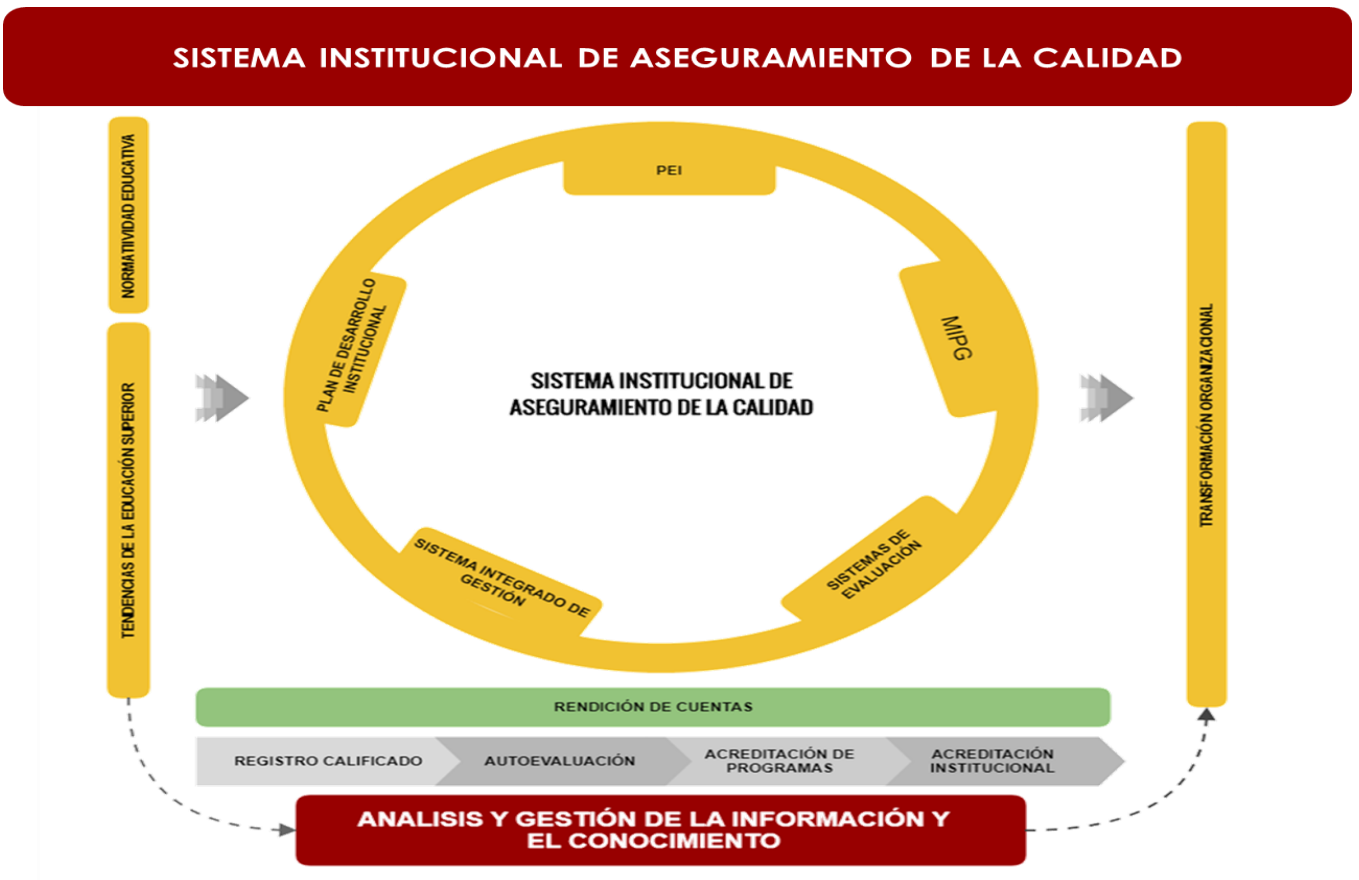 SISTEMA INSTITUCIONAL DE ASEGURAMIENTO DE LA CALIDAD
NORMATIVIDAD EDUCATIVA
TENDENCIAS DE LA EDUCACIÓN SUPERIOR
PEI
PLAN DE DESARROLLO
INSTITUCIONAL
MIPG
SISTEMA INSTITUCIONAL DE
ASEGURAMIENTO DE LA CALIDAD
SISTEMA INTEGRADO DE
GESTIÓN
SISTEMAS DE
EVALUACIÓN
TRANSFORMACIÓN ORGANIZACIONAL
RENDICIÓN DE CUENTAS
REGISTRO CALIFICADO
AUTOEVALUACIÓN
ACREDITACIÓN DE
PROGRAMAS
ACREDITACIÓN
INSTITUCIONAL
ANALISIS Y GESTIÓN DE LA INFORMACIÓN Y
EL CONOCIMIENTO